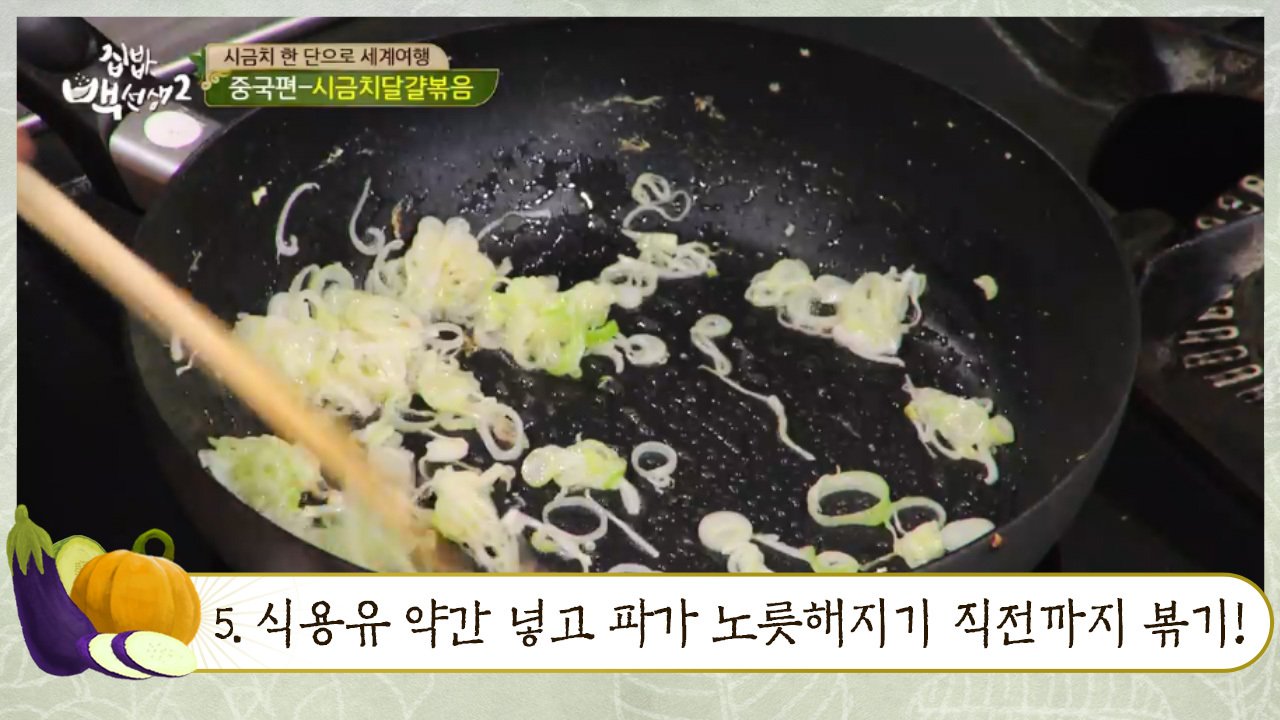 집밥
백선생2
시금치 한 단으로 세계여행
중국편-시금치달걀볶음
5. 식용유 약간 넣고 파가 노릇해지기 직전까지 볶기!